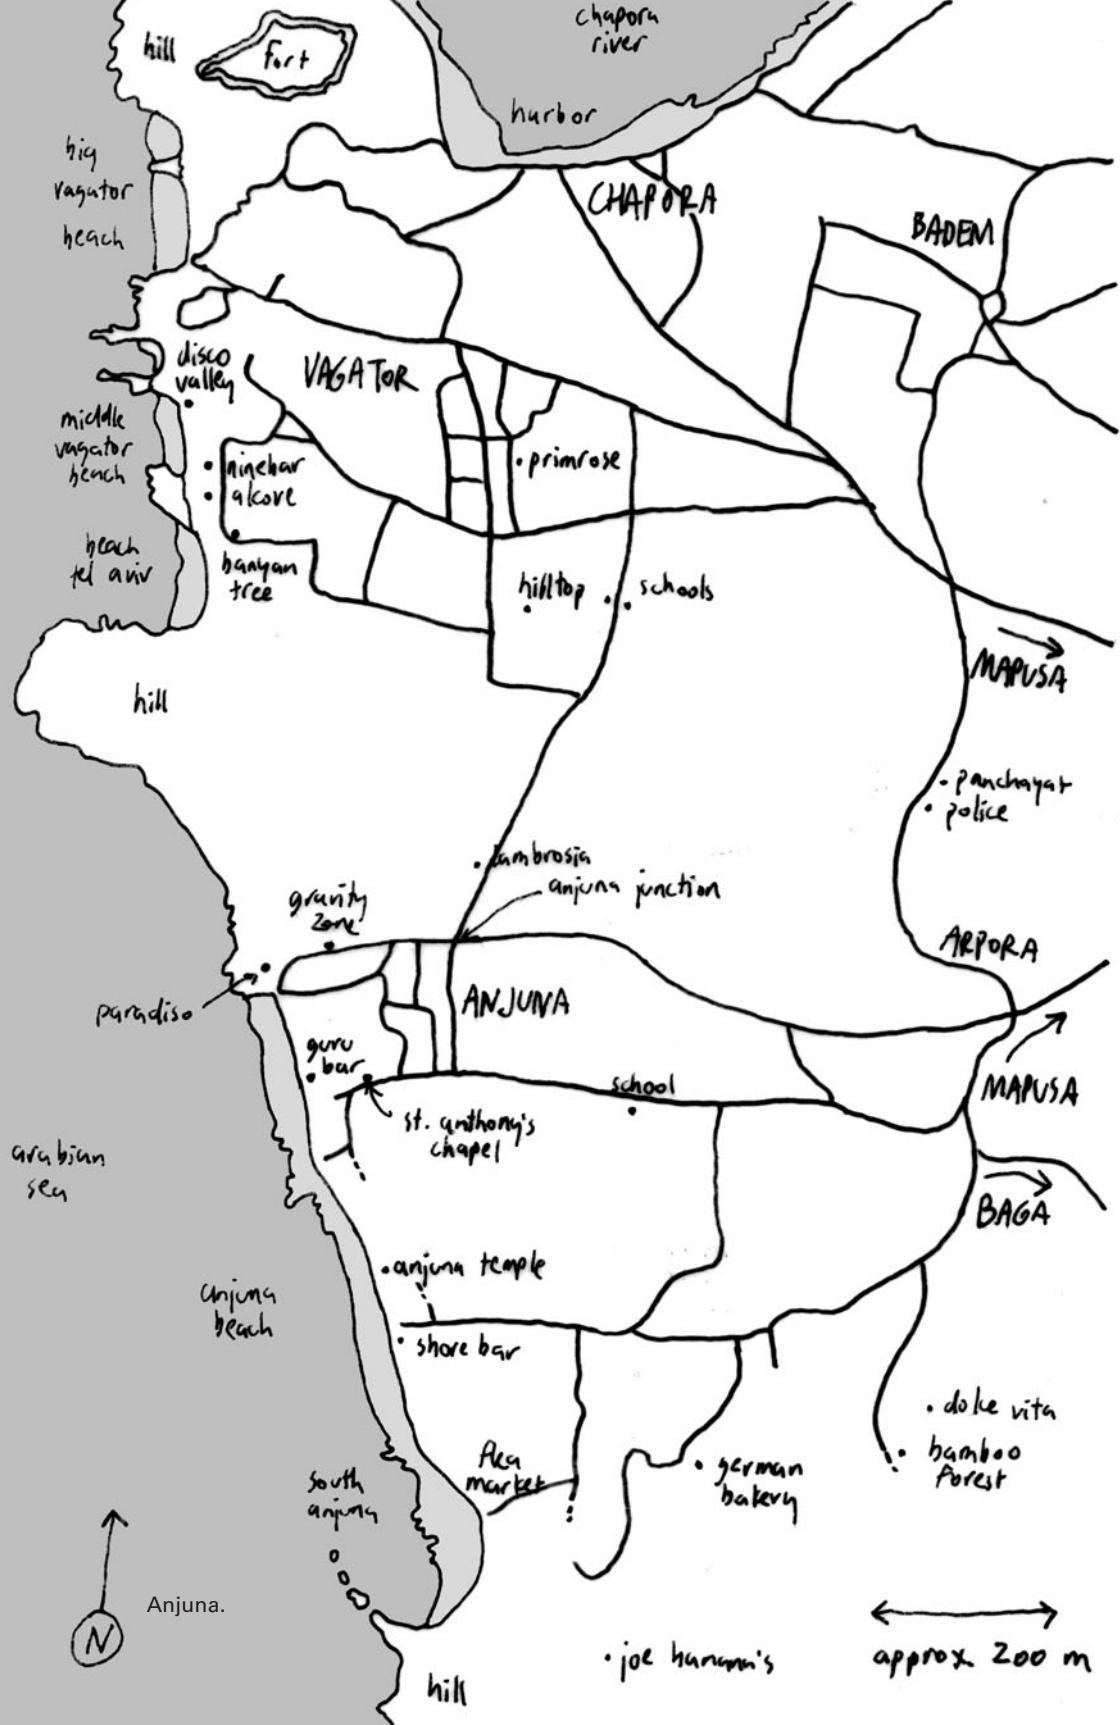 chapora
river
hill
fort
harbor
big
vagator
beach
CHAPORA
BADEM
disco
valley
VAGATOR
middle
vagator
beach
primrose
ninebar
alcove
beach
tel aviv
banyan
tree
hilltop
schools
MAPUSA
hill
panchayat
police
ambrosia
anjuna junction
gravity
zone
ARPORA
paradiso
ANJUNA
guru
bar
school
MAPUSA
st. anthony's
chapel
arabian
sea
BAGA
anjuna temple
anjuna
beach
shore bar
dolce vita
flea
market
bamboo
forest
german
bakery
south
anjuna
Anjuna.
N
joe banana's
approx. 200 m
hill